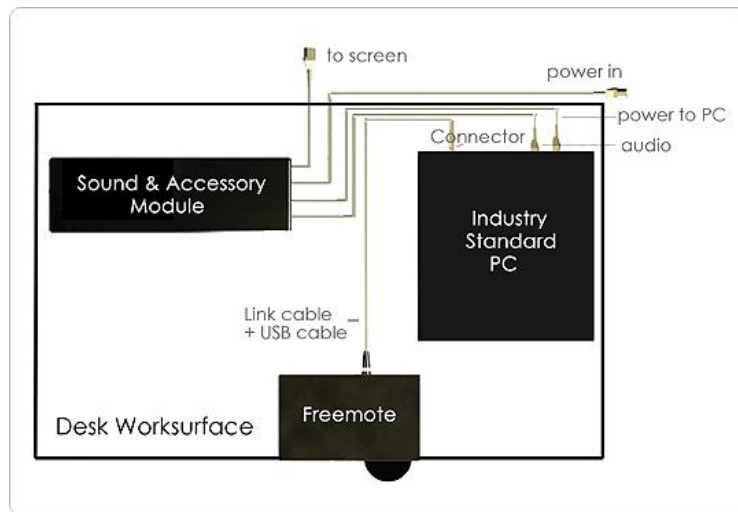 to screen
power in
power to PC
Connector
audio
Sound & Accessory
Module
Industry
Standard
PC
Link cable
+ USB cable
Freemote
Desk Worksurface